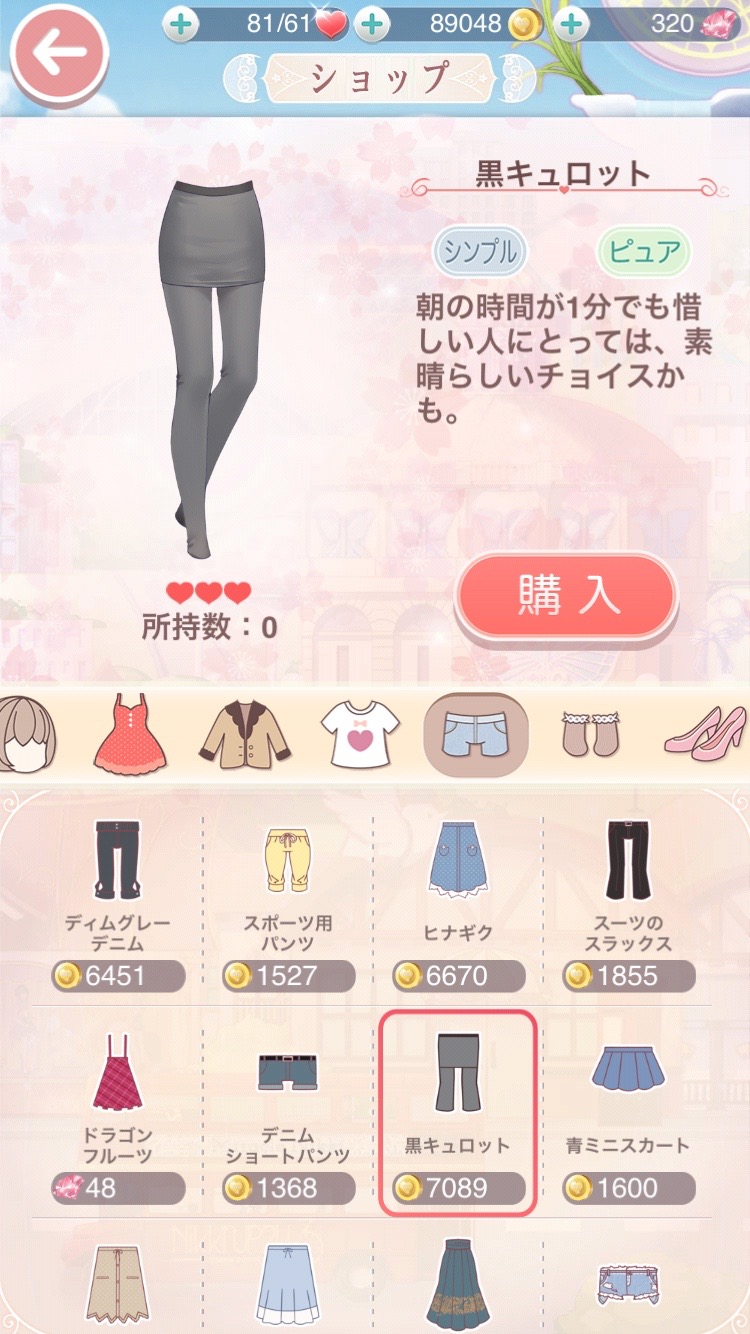 81/61
89048
320
ショップ
黒キュロット
シンプル
ピュア
朝の時間が1分でも惜
しい人にとっては、素
晴らしいチョイスか
も。
所持数：0
購入
ディムグレー
デニム
6451
スポーツ用
パンツ
1527
ヒナギク
6670
スーツの
スラックス
1855
ドラゴン
フルーツ
48
デニム
ショートパンツ
1368
黒キュロット
7089
青ミニスカート
1600